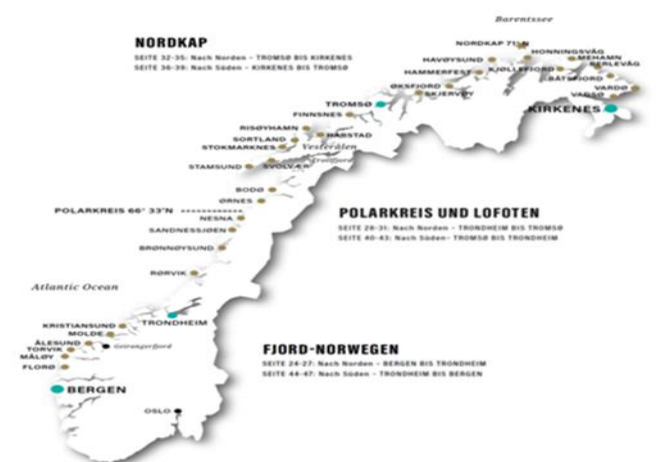 Barentssee
NORDKAP
SEITE 32-35: Nach Norden - TROMSØ BIS KIRKENES
SEITE 36-39: Nach Süden - KIRKENES BIS TROMSØ
NORDKAP 71° N
HONNINGSVÅG
HAVØYSUND
MEHAMN
BERLEVÅG
KJØLLEFJORD
HAMMERFEST
BÅTSFJORD
ØKSFJORD
VARDØ
SKJERVØY
VADSØ
TROMSØ
KIRKENES
FINNSNES
RISØYHAMN
HARSTAD
SORTLAND
STOKMARKNES
Vesterålen
Trollfjord
STAMSUND
SVOLVÆR
BODØ
ØRNES
POLARKREIS 66° 33'N
NESNA
POLARKREIS UND LOFOTEN
SEITE 28-31: Nach Norden - TRONDHEIM BIS TROMSØ
SEITE 40-43: Nach Süden- TROMSØ BIS TRONDHEIM
SANDNESSJØEN
BRØNNØYSUND
RØRVIK
Atlantic Ocean
KRISTIANSUND
TRONDHEIM
MOLDE
ÅLESUND
Geirangerfjord
TORVIK
MÅLØY
FLORØ
FJORD-NORWEGEN
SEITE 24-27: Nach Norden - BERGEN BIS TRONDHEIM
SEITE 44-47: Nach Süden - TRONDHEIM BIS BERGEN
BERGEN
OSLO